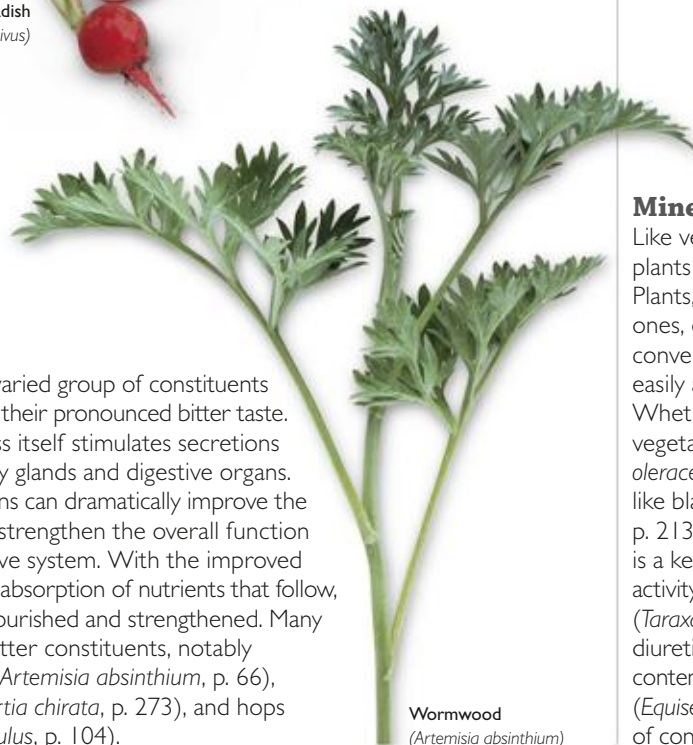 dish
ivus)
varied group of constituents
their pronounced bitter taste.
ss itself stimulates secretions
y glands and digestive organs.
ns can dramatically improve the
strengthen the overall function
ve system. With the improved
absorption of nutrients that follow,
ourished and strengthened. Many
tter constituents, notably
Artemisia absinthium, p. 66),
rtia chirata, p. 273), and hops
ulus, p. 104).
Wormwood
(Artemisia absinthium)
Mine
Like ve
plants
Plants,
ones,
conve
easily a
Whet
vegeta
olerace
like bla
p. 213
is a ke
activity
(Tarax
diureti
conten
(Equise
of con